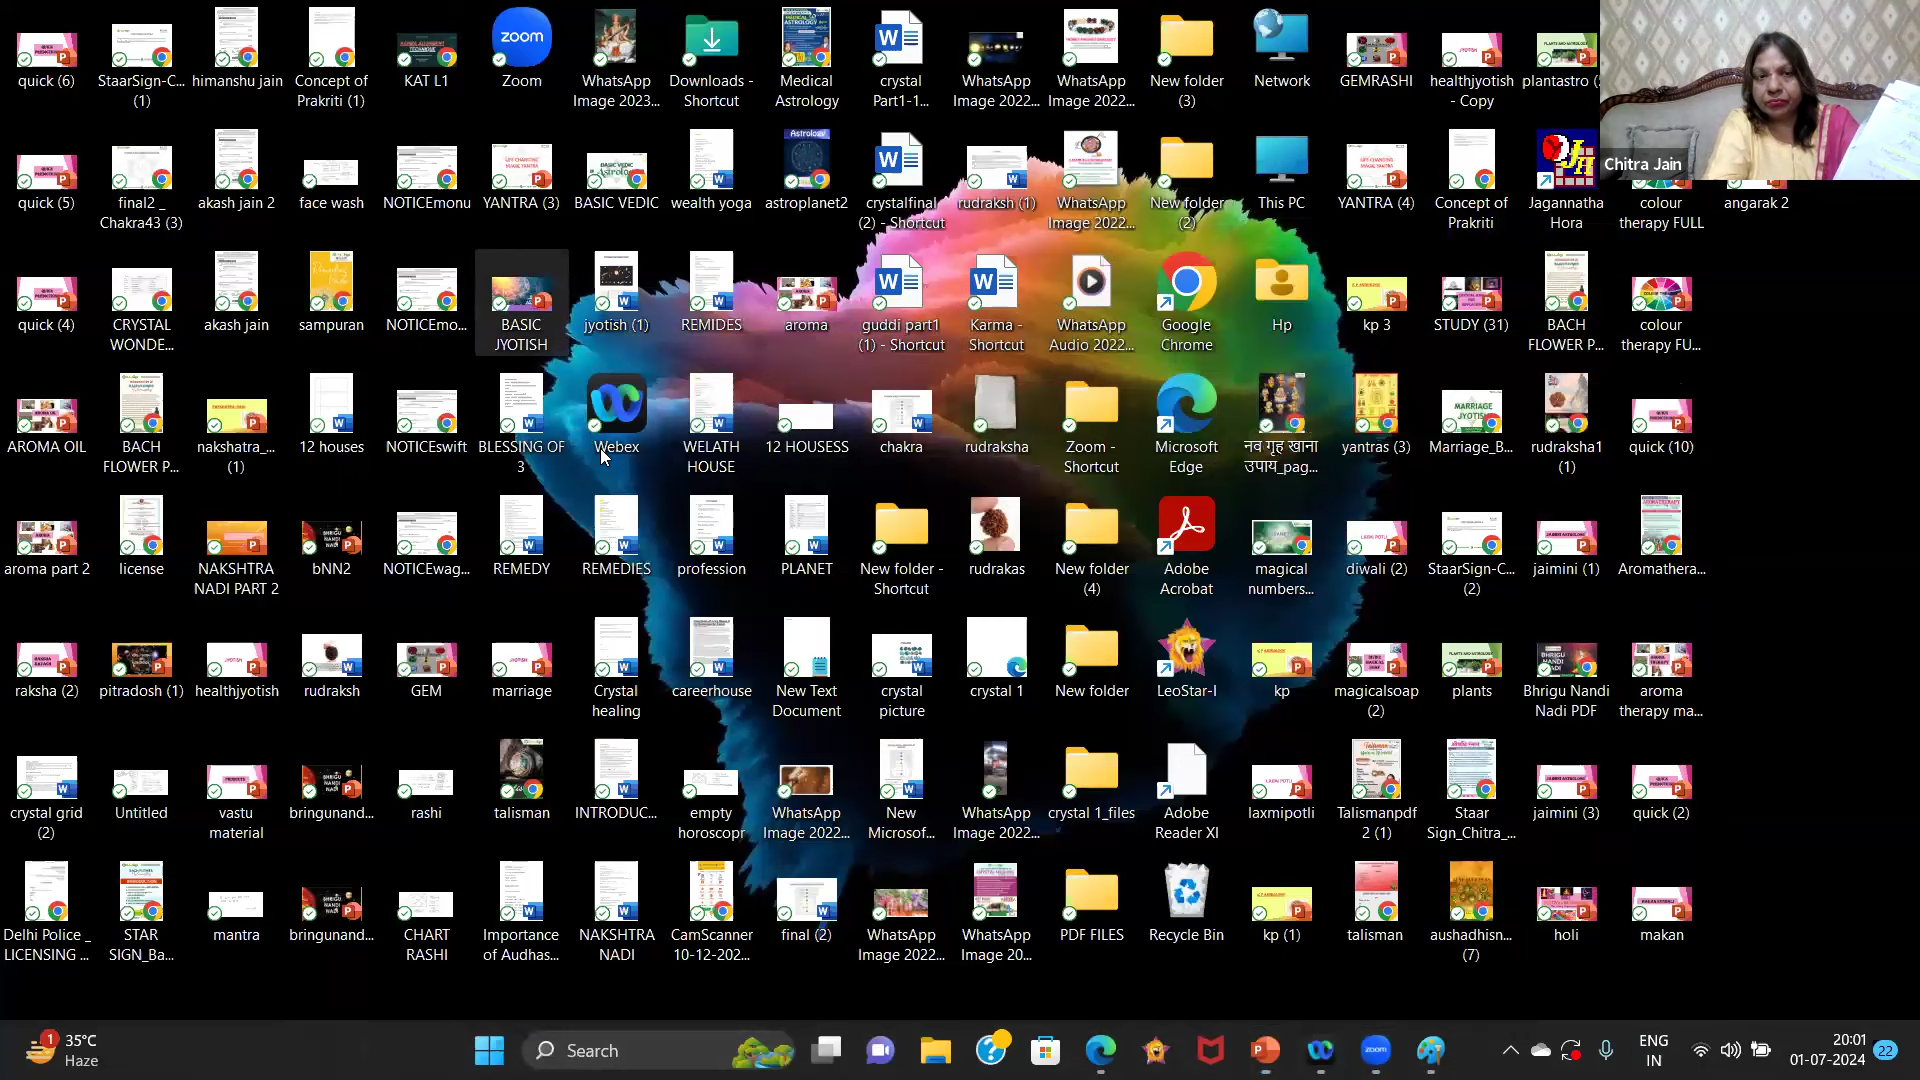 quick (6)
StaarSign-C...
(1)
himanshu jain
Concept of
Prakriti (1)
KAT L1
zoom
Zoom
WhatsApp
Image 2023...
Downloads -
Shortcut
Medical
Astrology
crystal
Part1-1...
WhatsApp
Image 2022...
WhatsApp
Image 2022...
New folder
(3)
Network
GEMRASHI
healthjyotish
- Copy
plantastro (
Chitra Jain
quick (5)
final2 _
Chakra43 (3)
akash jain 2
face wash
NOTICEmonu
YANTRA (3)
BASIC VEDIC
wealth yoga
astroplanet2
crystalfinal
(2) - Shortcut
rudraksh (1)
WhatsApp
Image 2022...
New folder
(2)
This PC
YANTRA (4)
Concept of
Prakriti
Jagannatha
Hora
colour
therapy FULL
angarak 2
quick (4)
CRYSTAL
WONDE...
akash jain
sampuran
NOTICEmo...
BASIC
JYOTISH
jyotish (1)
REMIDES
aroma
guddi part1
(1) - Shortcut
Karma -
Shortcut
WhatsApp
Audio 2022...
Google
Chrome
Hp
kp 3
STUDY (31)
BACH
FLOWER P...
colour
therapy FU...
AROMA OIL
BACH
FLOWER P...
nakshatra_...
(1)
12 houses
NOTICEswift
BLESSING OF
3
Webex
WELATH
HOUSE
12 HOUSESS
chakra
rudraksha
Zoom -
Shortcut
Microsoft
Edge
नव गृह खाना
उपाय_pag...
yantras (3)
Marriage_B...
rudraksha1
(1)
quick (10)
aroma part 2
license
NAKSHTRA
NADI PART 2
bNN2
NOTICEwag...
REMEDY
REMEDIES
profession
PLANET
New folder -
Shortcut
rudrakas
New folder
(4)
Adobe
Acrobat
magical
numbers...
diwali (2)
StaarSign-C...
(2)
jaimini (1)
Aromathera...
raksha (2)
pitradosh (1)
healthjyotish
rudraksh
GEM
marriage
Crystal
healing
careerhouse
New Text
Document
crystal
picture
crystal 1
New folder
LeoStar-I
kp
magicalsoap
(2)
plants
Bhrigu Nandi
Nadi PDF
aroma
therapy ma...
crystal grid
(2)
Untitled
vastu
material
bringunand...
rashi
talisman
INTRODUC...
empty
horoscopr
WhatsApp
Image 2022...
New
Microsof...
WhatsApp
Image 2022...
crystal 1_files
Adobe
Reader XI
laxmipotli
Talismanpdf
2 (1)
Staar
Sign_Chitra_...
jaimini (3)
quick (2)
Delhi Police _
LICENSING ...
STAR
SIGN_Ba...
mantra
bringunand...
CHART
RASHI
Importance
of Audhas...
NAKSHTRA
NADI
CamScanner
10-12-202...
final (2)
WhatsApp
Image 2022...
WhatsApp
Image 20...
PDF FILES
Recycle Bin
kp (1)
talisman
aushadhisn...
(7)
holi
makan
1
35°C
Haze
Search
zoom
ENG
IN
20:01
01-07-2024
22